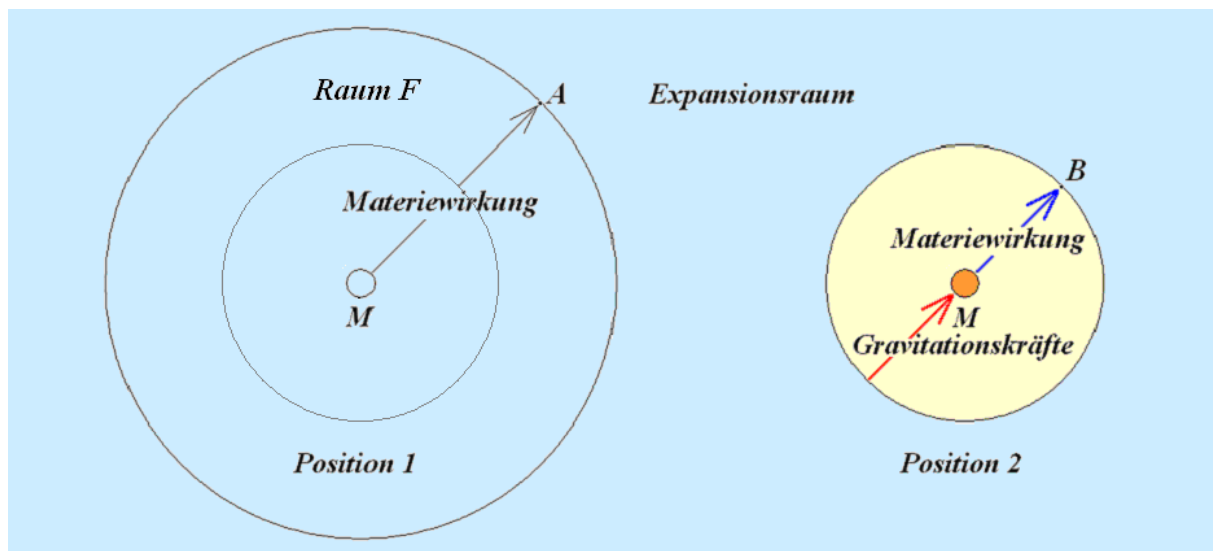 Raum F
A
Expansionsraum
Materiewirkung
M
Position 1
B
Materiewirkung
M
Gravitationskräfte
Position 2